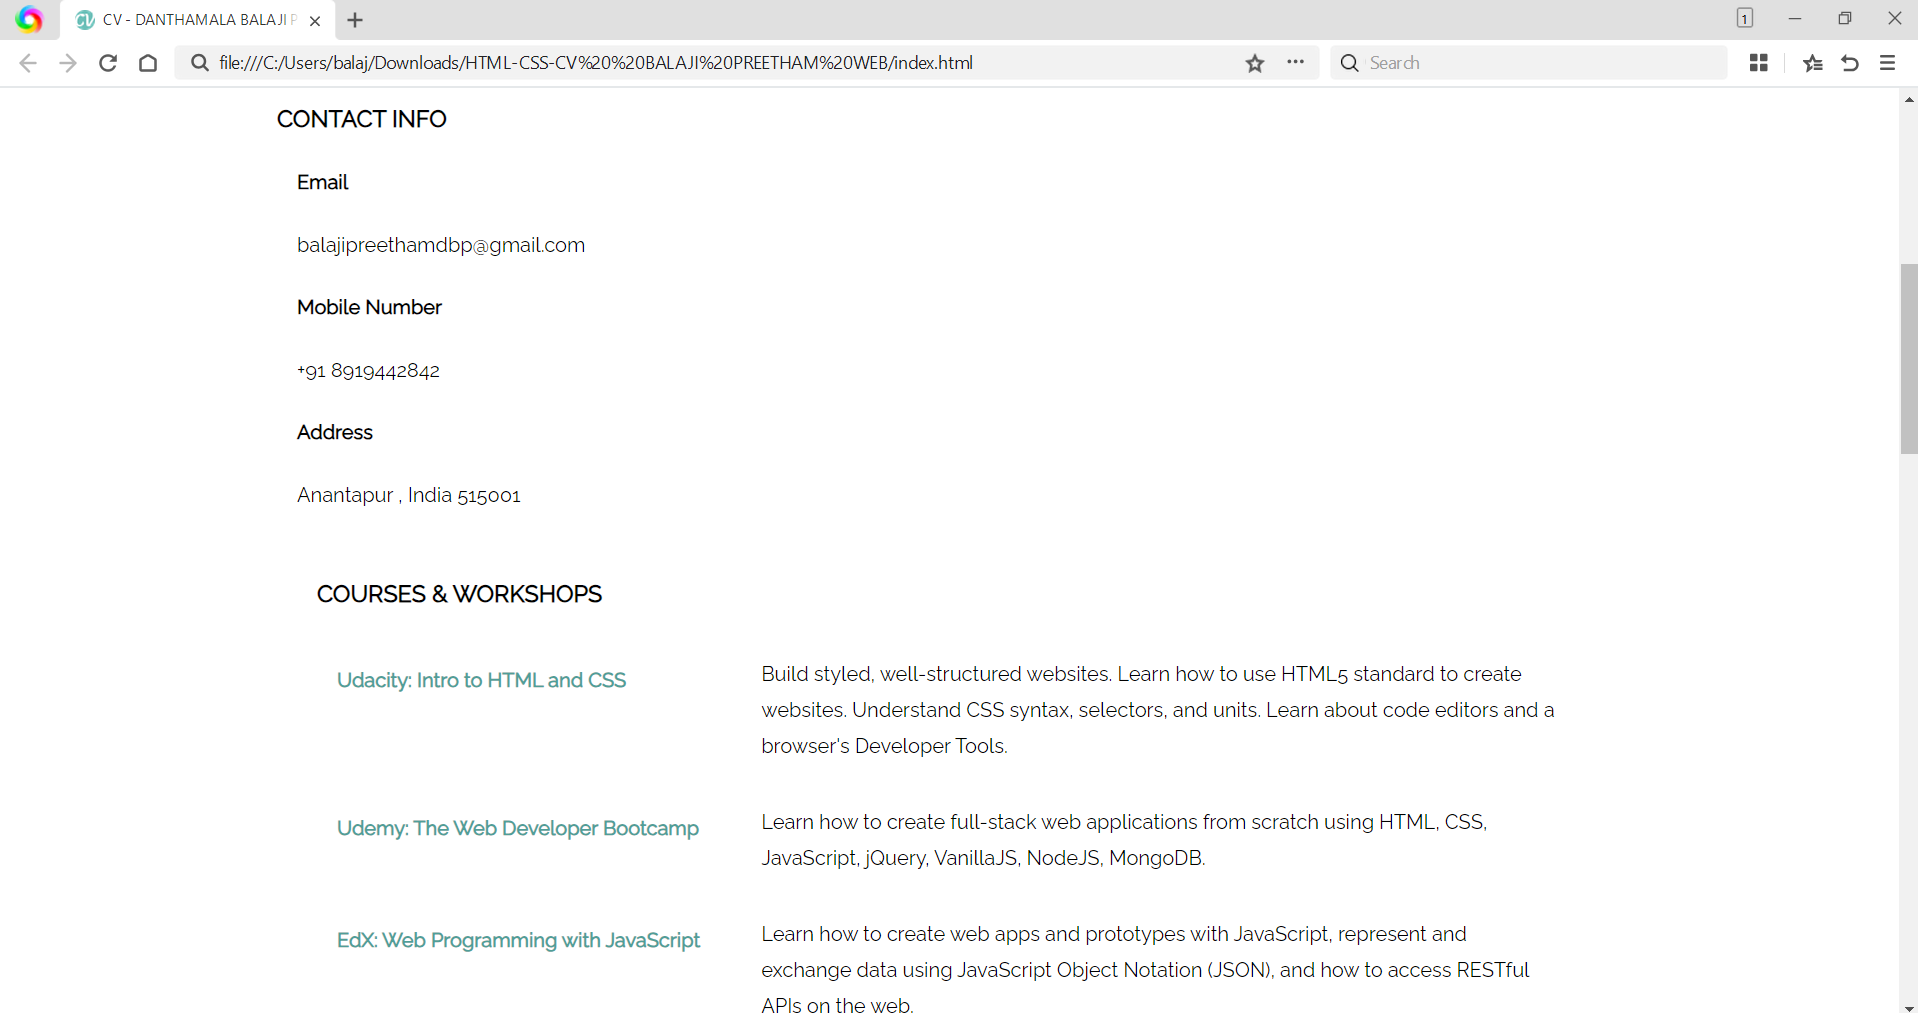 CV - DANTHAMALA BALAJI P
1
file:///C:/Users/balaj/Downloads/HTML-CSS-CV%20%20BALAJI%20PREETHAM%20WEB/index.html
Search
CONTACT INFO
Email
balajipreethamdbp@gmail.com
Mobile Number
+91 8919442842
Address
Anantapur , India 515001
COURSES & WORKSHOPS
Udacity: Intro to HTML and CSS
Build styled, well-structured websites. Learn how to use HTML5 standard to create
websites. Understand CSS syntax, selectors, and units. Learn about code editors and a
browser's Developer Tools.
Udemy: The Web Developer Bootcamp
Learn how to create full-stack web applications from scratch using HTML, CSS,
JavaScript, jQuery, VanillaJS, NodeJS, MongoDB.
EdX: Web Programming with JavaScript
Learn how to create web apps and prototypes with JavaScript, represent and
exchange data using JavaScript Object Notation (JSON), and how to access RESTful
APIs on the web.